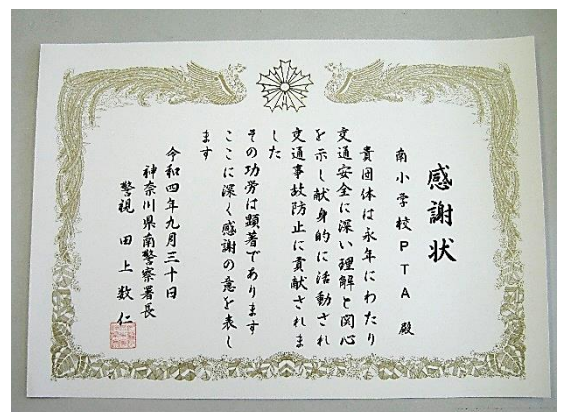 感謝状
南小学校PTA殿
貴団体は永年にわたり
交通安全に深い理解と関心
を示し献身的に活動され
交通事故防止に貢献されま
した
その功労は顕著であります
ここに深く感謝の意を表し
ます
令和四年九月三十日
神奈川県南警察署長
警視 田上数仁